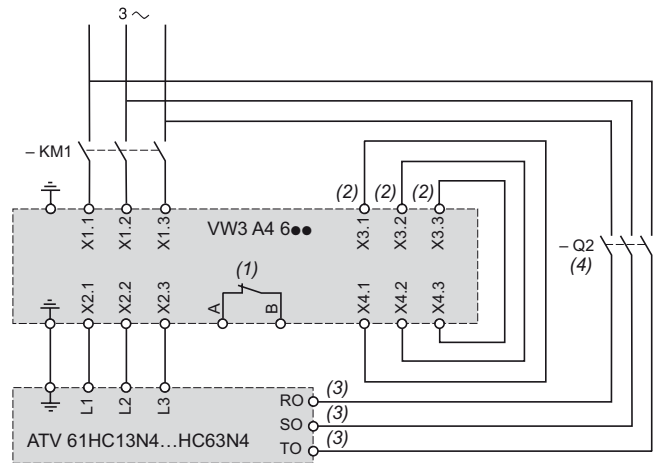 3 ~
– KM1
(2) (2) (2)
X1.1 X1.2 X1.3 VW3 A4 6●● X3.1 X3.2 X3.3
– Q2
(4)
(1)
X2.1 X2.2 X2.3 A B X4.1 X4.2 X4.3
L1 L2 L3
RO (3)
SO (3)
ATV 61HC13N4…HC63N4 TO (3)